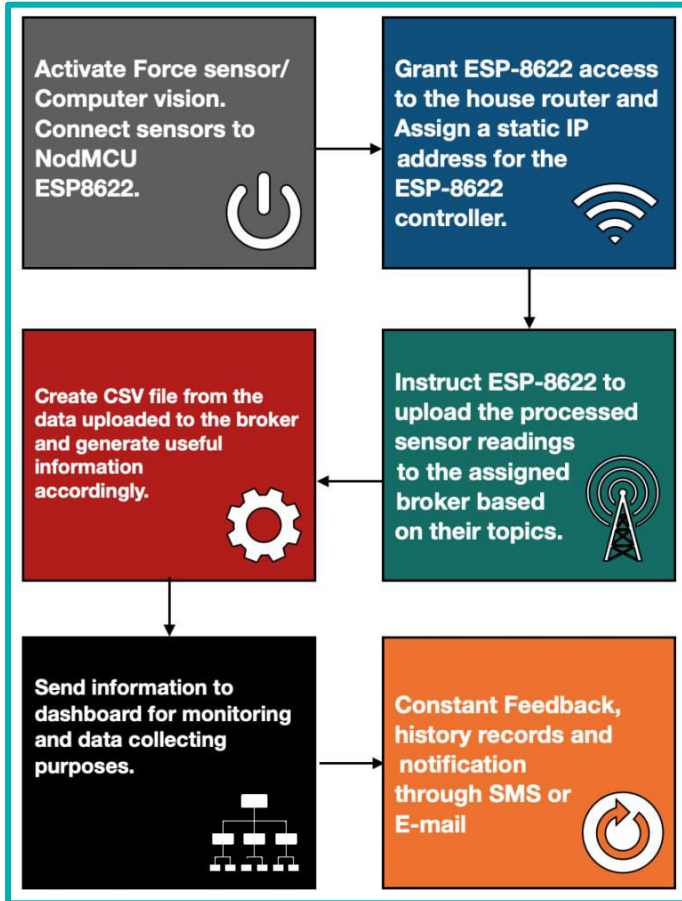 Activate Force sensor/
Computer vision.
Connect sensors to
NodMCU
ESP8622.
Grant ESP-8622 access
to the house router and
Assign a static IP
address for the
ESP-8622
controller.
Instruct ESP-8622 to
upload the processed
sensor readings
to the assigned
broker based
on their topics.
Create CSV file from the
data uploaded to the broker
and generate useful
information
accordingly.
Send information to
dashboard for monitoring
and data collecting
purposes.
Constant Feedback,
history records and
notification
through SMS or
E-mail